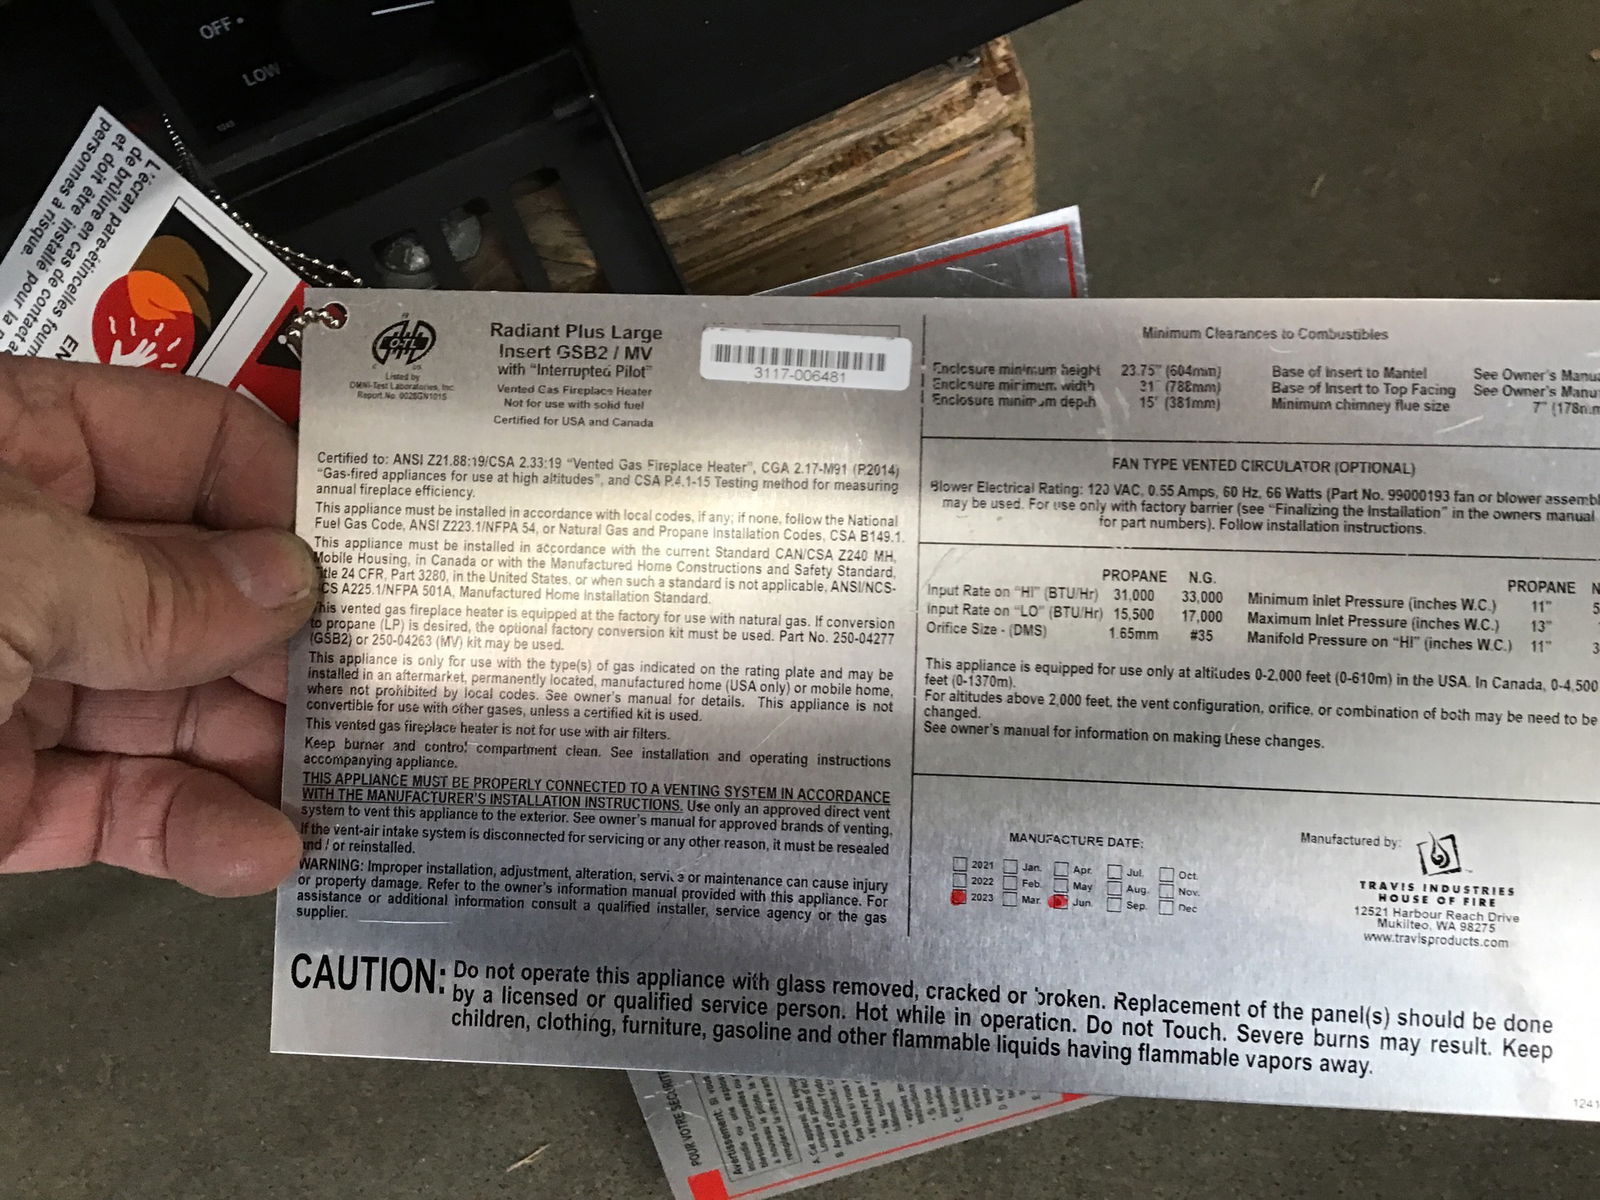 OFF
LOW
L'écran pare-étincelles fourni
de brûlure en cas de contact a
et doit être installé pour la
personnes à risque.
EN
OTL
Listed by
OMNI-Test Laboratories, Inc.
Report No. 0028GN101S
Radiant Plus Large
Insert GSB2 / MV
with "Interrupted Pilot"
Vented Gas Fireplace Heater
Not for use with solid fuel
Certified for USA and Canada
3117-006481
Certified to: ANSI Z21.88:19/CSA 2.33:19 "Vented Gas Fireplace Heater", CGA 2.17-M91 (R2014)
"Gas-fired appliances for use at high altitudes", and CSA P.4.1-15 Testing method for measuring
annual fireplace efficiency.
This appliance must be installed in accordance with local codes, if any; if none, follow the National
Fuel Gas Code, ANSI Z223.1/NFPA 54, or Natural Gas and Propane Installation Codes, CSA B149.1.
This appliance must be installed in accordance with the current Standard CAN/CSA Z240 MH,
Mobile Housing, in Canada or with the Manufactured Home Constructions and Safety Standard,
Title 24 CFR, Part 3280, in the United States, or when such a standard is not applicable, ANSI/NCS-
CS A225.1/NFPA 501A, Manufactured Home Installation Standard.
This vented gas fireplace heater is equipped at the factory for use with natural gas. If conversion
to propane (LP) is desired, the optional factory conversion kit must be used. Part No. 250-04277
(GSB2) or 250-04263 (MV) kit may be used.
This appliance is only for use with the type(s) of gas indicated on the rating plate and may be
installed in an aftermarket, permanently located, manufactured home (USA only) or mobile home,
where not prohibited by local codes. See owner's manual for details. This appliance is not
convertible for use with other gases, unless a certified kit is used.
This vented gas fireplace heater is not for use with air filters.
Keep burner and control compartment clean. See installation and operating instructions
accompanying appliance.
THIS APPLIANCE MUST BE PROPERLY CONNECTED TO A VENTING SYSTEM IN ACCORDANCE
WITH THE MANUFACTURER'S INSTALLATION INSTRUCTIONS. Use only an approved direct vent
system to vent this appliance to the exterior. See owner's manual for approved brands of venting.
If the vent-air intake system is disconnected for servicing or any other reason, it must be resealed
and / or reinstalled.
WARNING: Improper installation, adjustment, alteration, service or maintenance can cause injury
or property damage. Refer to the owner's information manual provided with this appliance. For
assistance or additional information consult a qualified installer, service agency or the gas
supplier.
Minimum Clearances to Combustibles
Enclosure minimum height 23.75" (604mm) Base of Insert to Mantel See Owner's Manu
Enclosure minimum width 31" (788mm) Base of Insert to Top Facing See Owner's Manu
Enclosure minimum depth 15" (381mm) Minimum chimney flue size 7" (178m
FAN TYPE VENTED CIRCULATOR (OPTIONAL)
Blower Electrical Rating: 120 VAC, 0.55 Amps, 60 Hz, 66 Watts (Part No. 99000193 fan or blower assembl
may be used. For use only with factory barrier (see "Finalizing the Installation" in the owners manual
for part numbers). Follow installation instructions.
PROPANE N.G.
Input Rate on "HI" (BTU/Hr) 31,000 33,000
Input Rate on "LO" (BTU/Hr) 15,500 17,000
Orifice Size - (DMS) 1.65mm #35
PROPANE N
Minimum Inlet Pressure (inches W.C.) 11" 5
Maximum Inlet Pressure (inches W.C.) 13"
Manifold Pressure on "HI" (inches W.C.) 11" 3
This appliance is equipped for use only at altitudes 0-2,000 feet (0-610m) in the USA. In Canada, 0-4,500
feet (0-1370m).
For altitudes above 2,000 feet, the vent configuration, orifice, or combination of both may be need to be
changed.
See owner's manual for information on making these changes.
MANUFACTURE DATE:
2021 Jan. Apr. Jul. Oct.
2022 Feb. May Aug. Nov.
2023 Mar. Jun. Sep. Dec
Manufactured by:
TRAVIS INDUSTRIES
HOUSE OF FIRE
12521 Harbour Reach Drive
Mukilteo, WA 98275
www.travisproducts.com
CAUTION: Do not operate this appliance with glass removed, cracked or broken. Replacement of the panel(s) should be done
by a licensed or qualified service person. Hot while in operation. Do not Touch. Severe burns may result. Keep
children, clothing, furniture, gasoline and other flammable liquids having flammable vapors away.
1241
POUR VOTRE SÉCURITÉ
Avertissement.